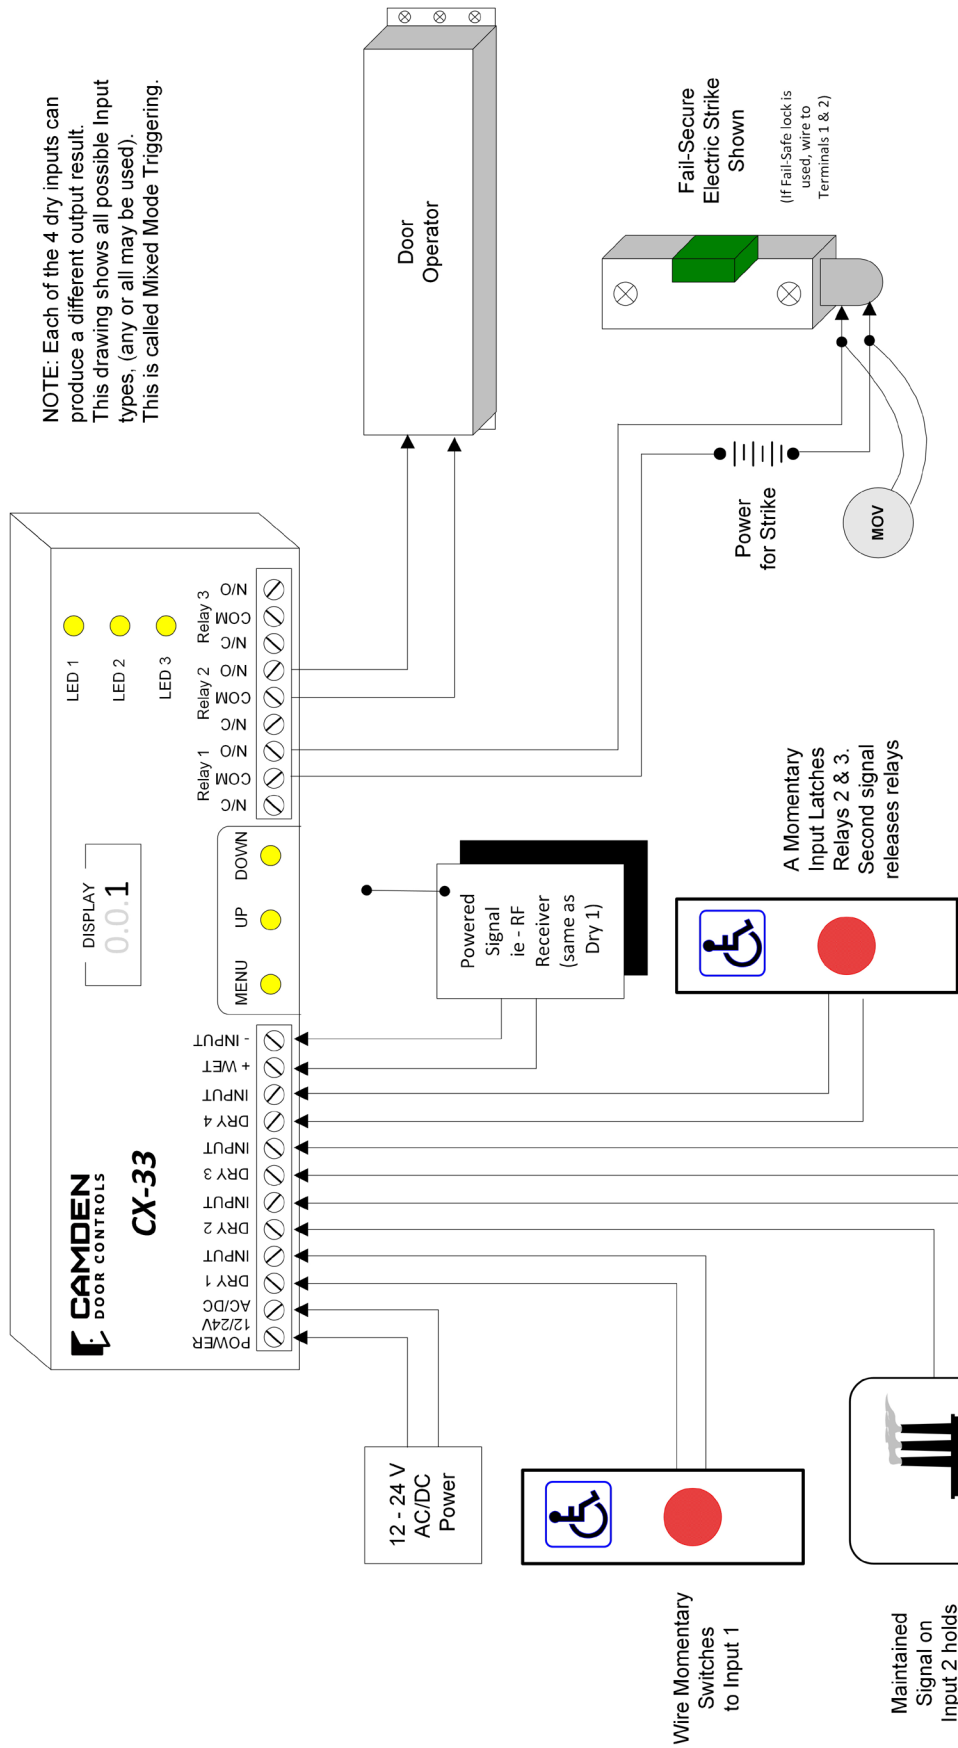 NOTE: Each of the 4 dry inputs can
produce a different output result.
This drawing shows all possible Input
types, (any or all may be used).
This is called Mixed Mode Triggering.
CAMDEN
DOOR CONTROLS
CX-33
DISPLAY
0.0.1
LED 1
LED 2
LED 3
MENU
UP
DOWN
POWER
12/24V
AC/DC
DRY 1
INPUT
DRY 2
INPUT
DRY 3
INPUT
DRY 4
INPUT
+ WET
- INPUT
Relay 1
N/C
COM
N/O
Relay 2
N/C
COM
N/O
Relay 3
N/C
COM
N/O
12 - 24 V
AC/DC
Power
Powered
Signal
ie - RF
Receiver
(same as
Dry 1)
Door
Operator
Wire Momentary
Switches
to Input 1
A Momentary
Input Latches
Relays 2 & 3.
Second signal
releases relays
Power
for Strike
MOV
Fail-Secure
Electric Strike
Shown
(If Fail-Safe lock is
used, wire to
Terminals 1 & 2)
Maintained
Signal on
Input 2 holds